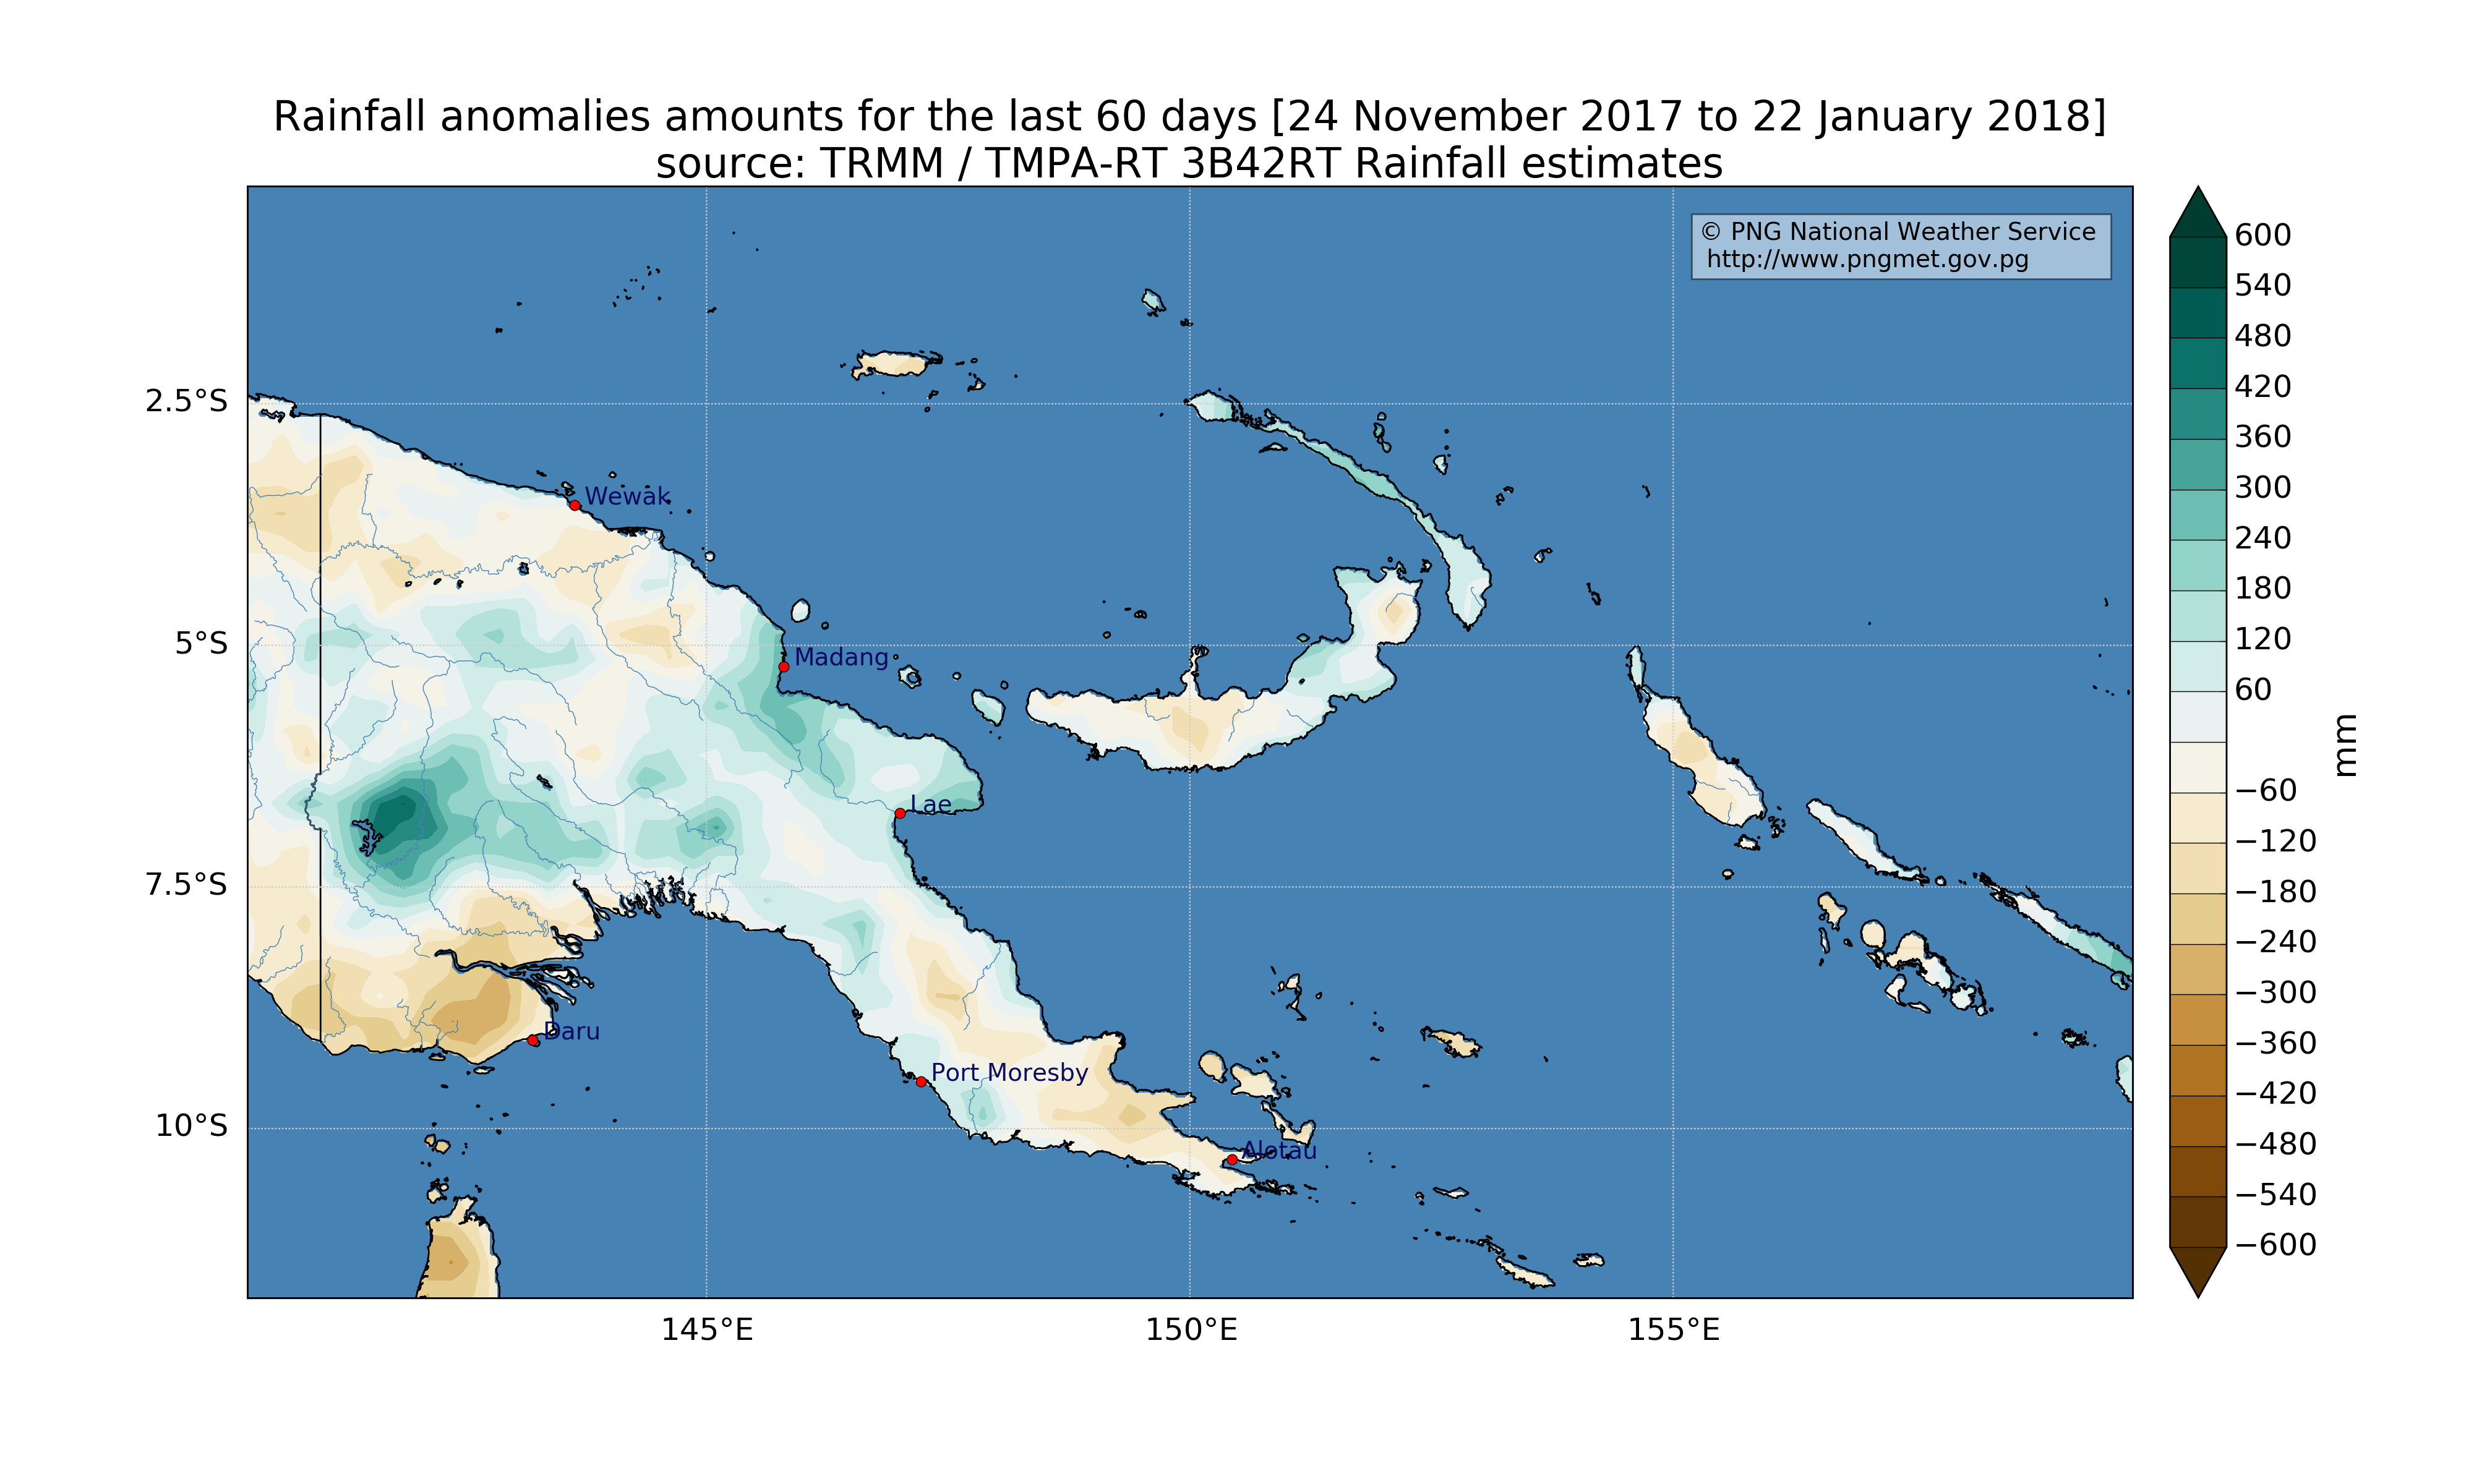 Rainfall anomalies amounts for the last 60 days [24 November 2017 to 22 January 2018]
source: TRMM / TMPA-RT 3B42RT Rainfall estimates
© PNG National Weather Service
http://www.pngmet.gov.pg
2.5°S
5°S
7.5°S
10°S
145°E
150°E
155°E
Wewak
Madang
Lae
Daru
Port Moresby
Alotau
600
540
480
420
360
300
240
180
120
60
−60
−120
−180
−240
−300
−360
−420
−480
−540
−600
mm